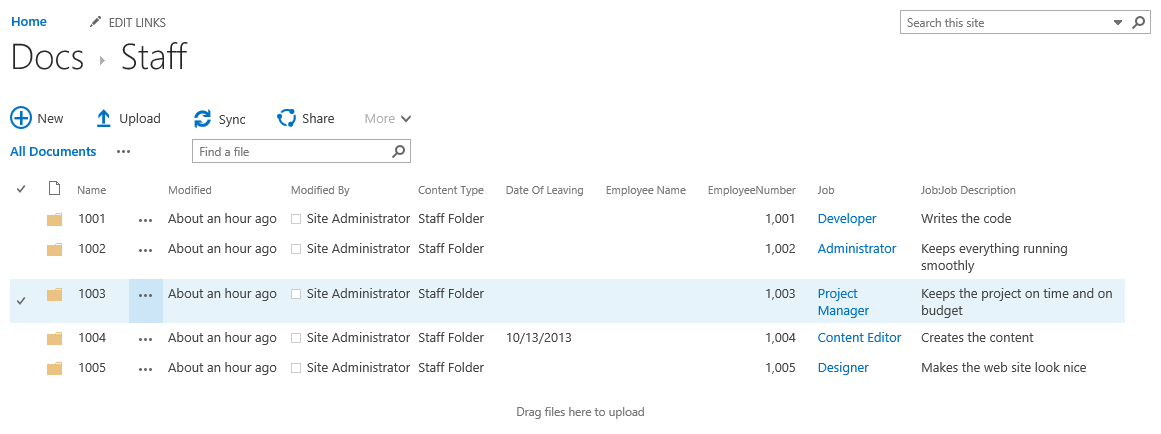 Home EDIT LINKS Search this site
Docs Staff
New Upload Sync Share More
All Documents ••• Find a file
Name Modified Modified By Content Type Date Of Leaving Employee Name EmployeeNumber Job Job:Job Description
1001 ••• About an hour ago Site Administrator Staff Folder 1,001 Developer Writes the code
1002 ••• About an hour ago Site Administrator Staff Folder 1,002 Administrator Keeps everything running
smoothly
1003 ••• About an hour ago Site Administrator Staff Folder 1,003 Project Keeps the project on time and on
Manager budget
1004 ••• About an hour ago Site Administrator Staff Folder 10/13/2013 1,004 Content Editor Creates the content
1005 ••• About an hour ago Site Administrator Staff Folder 1,005 Designer Makes the web site look nice
Drag files here to upload